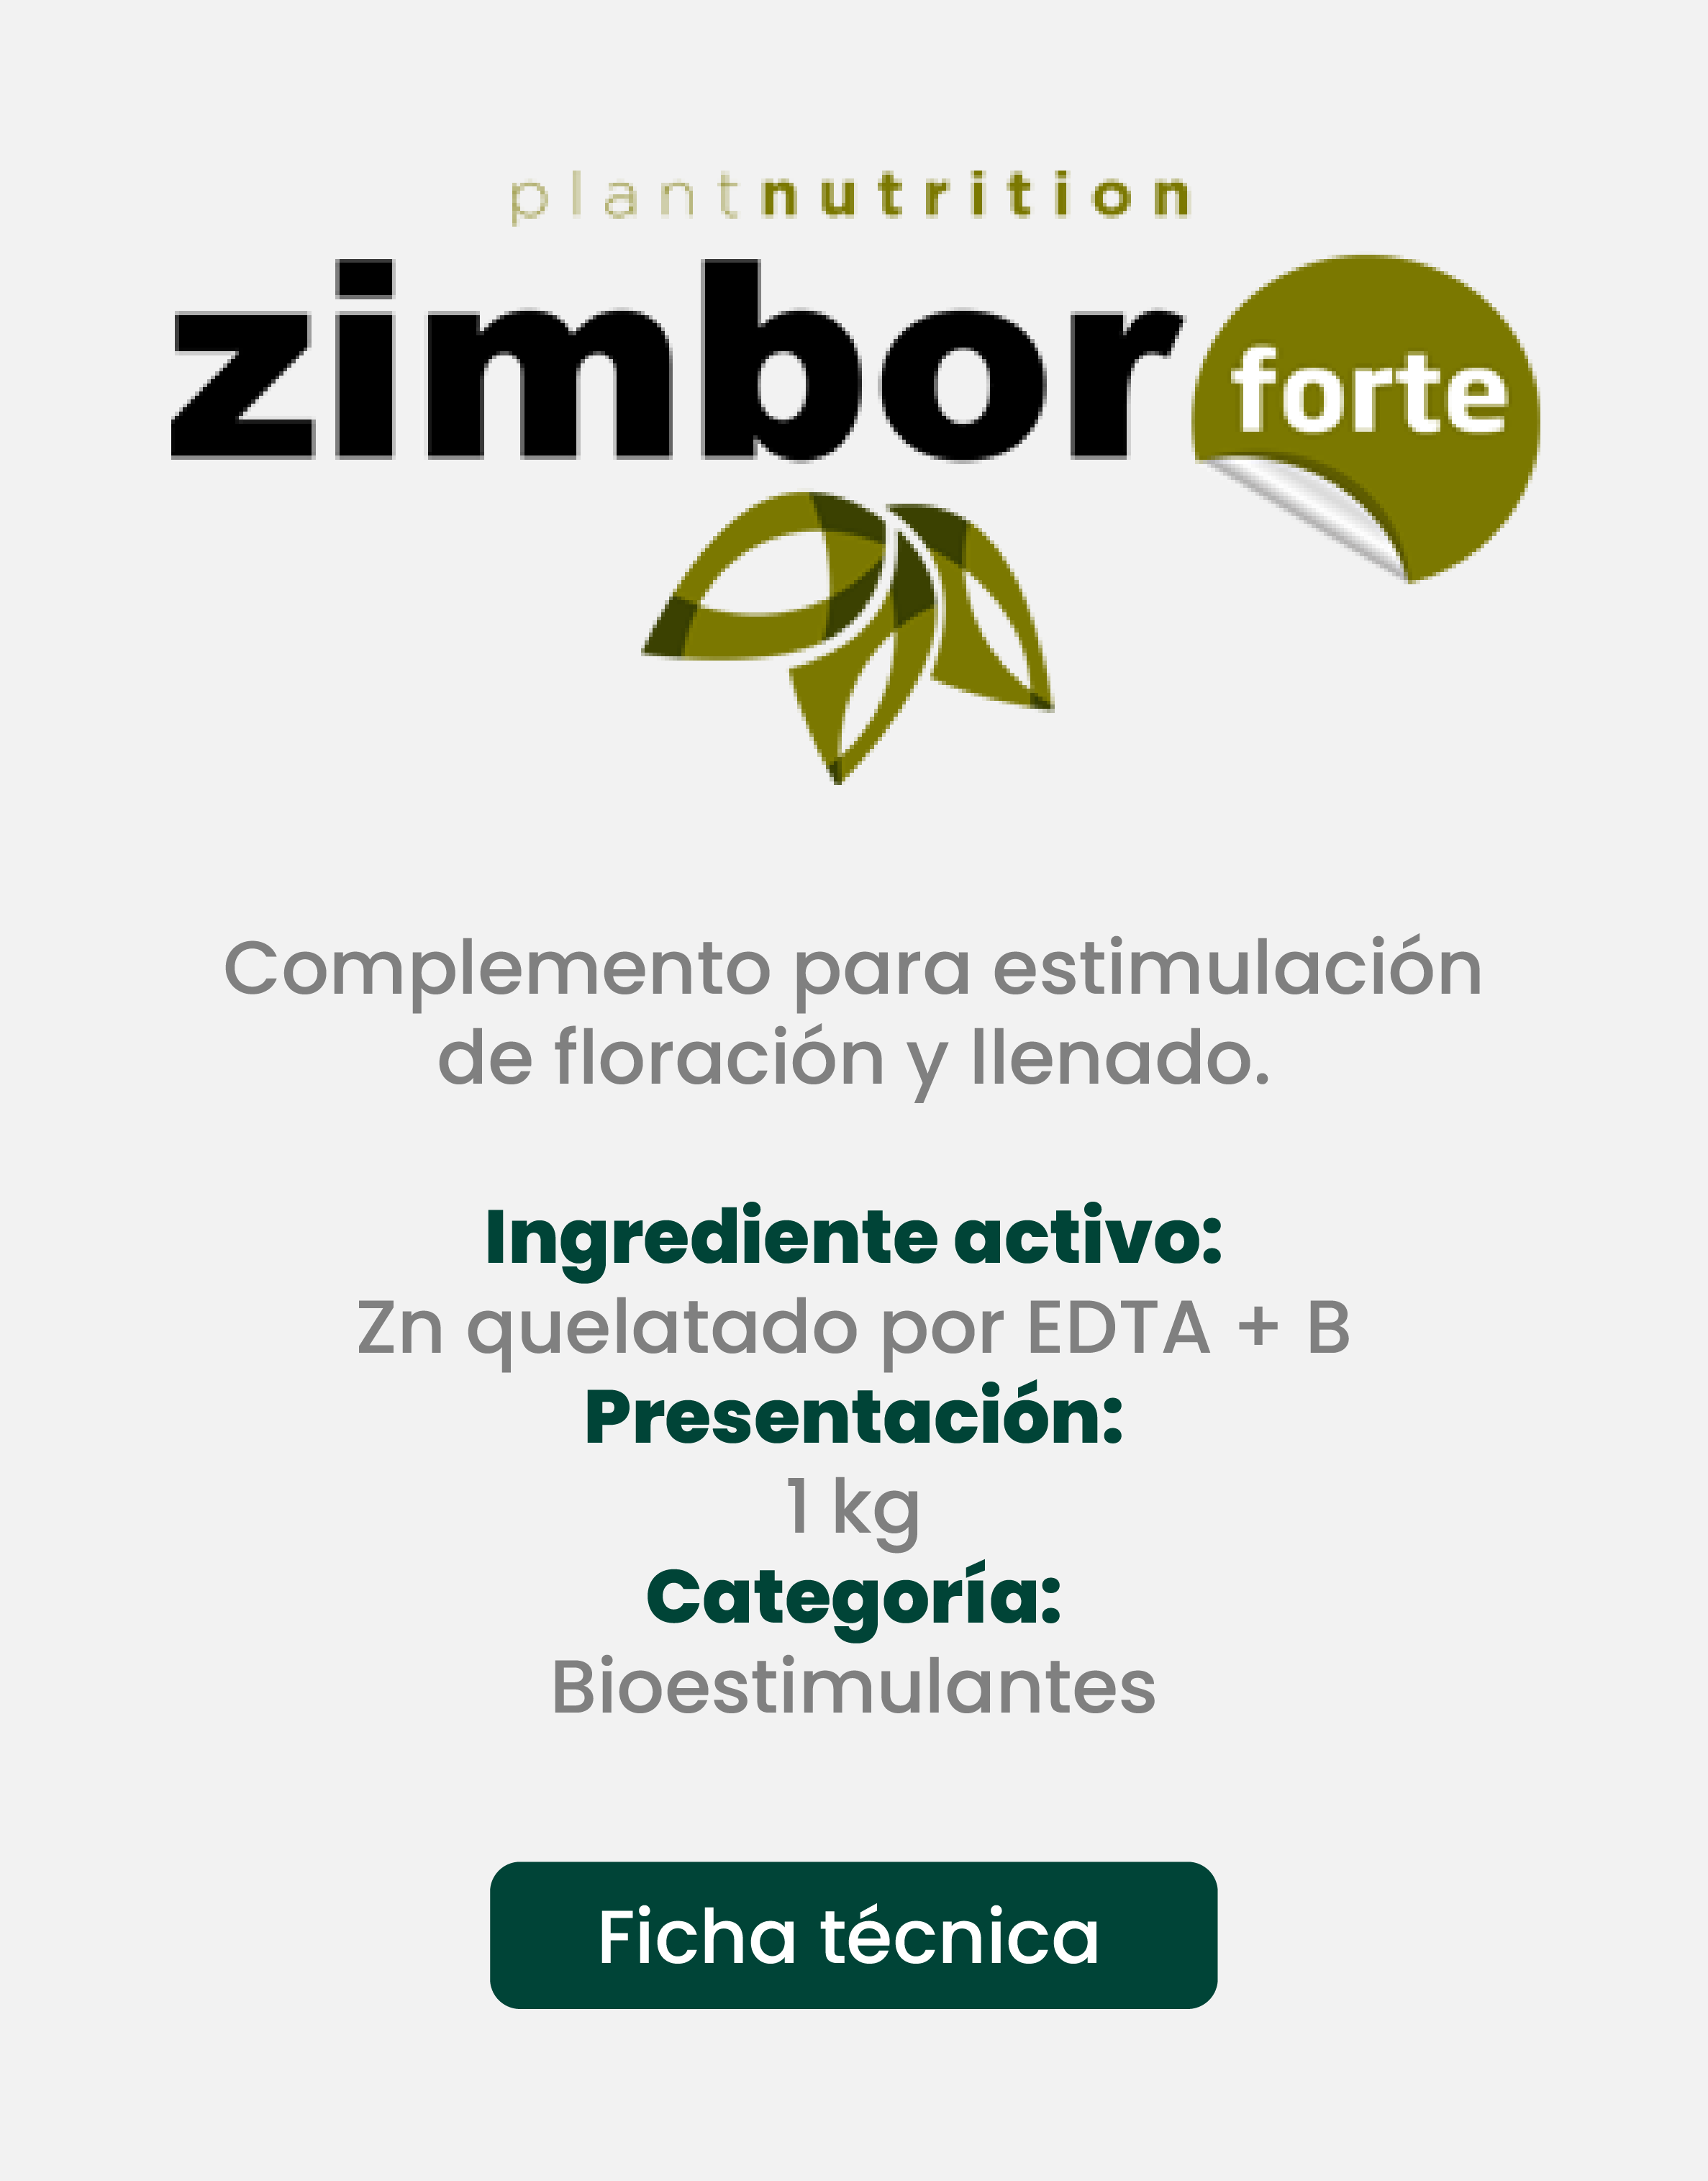 plantnutrition
zimbor forte
Complemento para estimulación
de floración y llenado.
Ingrediente activo:
Zn quelatado por EDTA + B
Presentación:
1 kg
Categoría:
Bioestimulantes
Ficha técnica